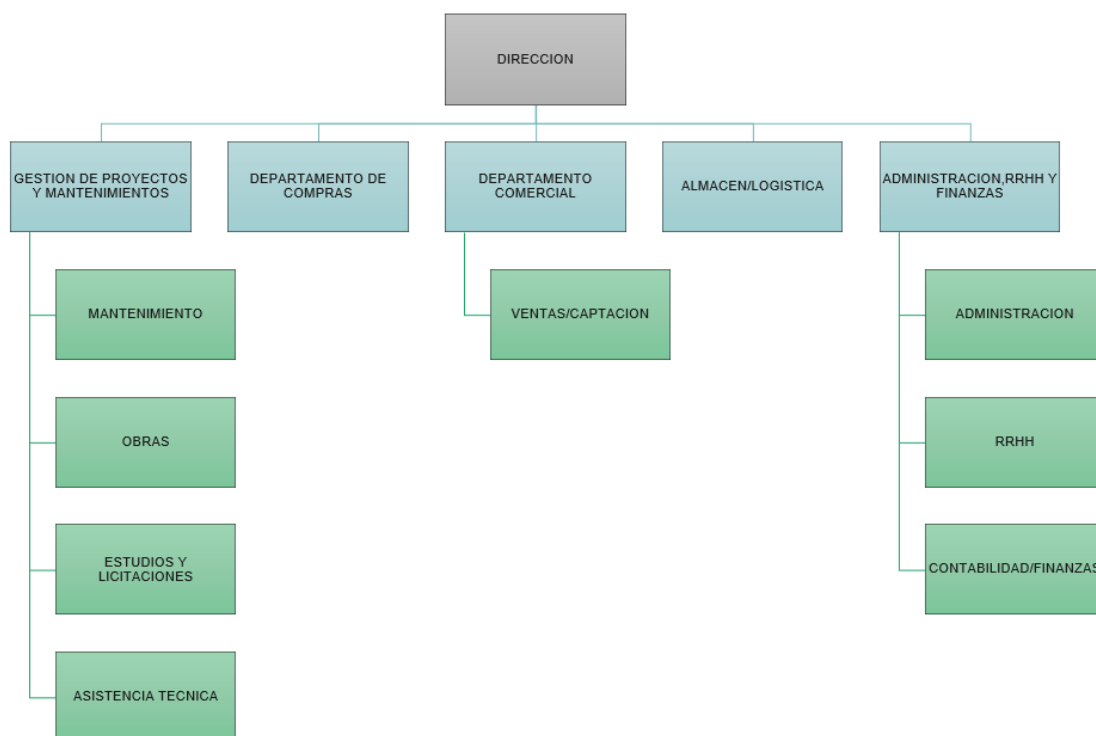 DIRECCION
GESTION DE PROYECTOS
Y MANTENIMIENTOS
DEPARTAMENTO DE
COMPRAS
DEPARTAMENTO
COMERCIAL
ALMACEN/LOGISTICA
ADMINISTRACION,RRHH Y
FINANZAS
MANTENIMIENTO
VENTAS/CAPTACION
ADMINISTRACION
OBRAS
RRHH
ESTUDIOS Y
LICITACIONES
CONTABILIDAD/FINANZAS
ASISTENCIA TECNICA